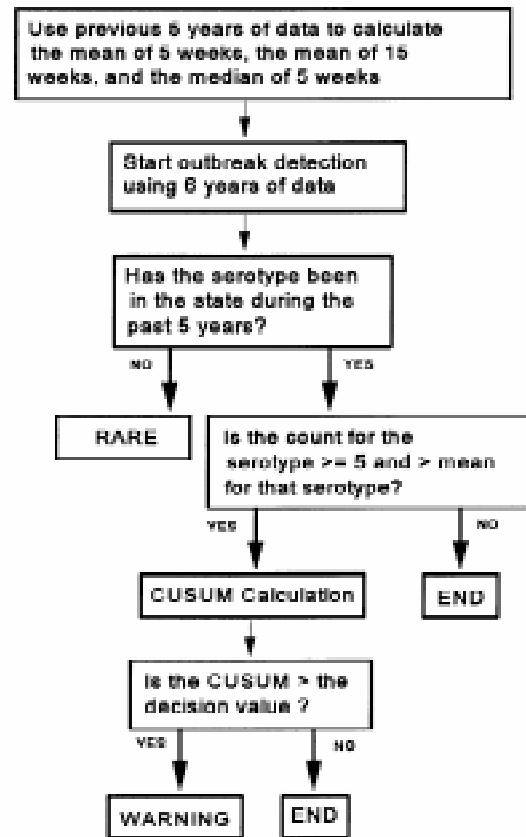 Use previous 5 years of data to calculate
the mean of 5 weeks, the mean of 15
weeks, and the median of 5 weeks
Start outbreak detection
using 6 years of data
Has the serotype been
in the state during the
past 5 years?
NO
YES
RARE
Is the count for the
serotype >= 5 and > mean
for that serotype?
YES
NO
CUSUM Calculation
END
Is the CUSUM > the
decision value ?
YES
NO
WARNING
END